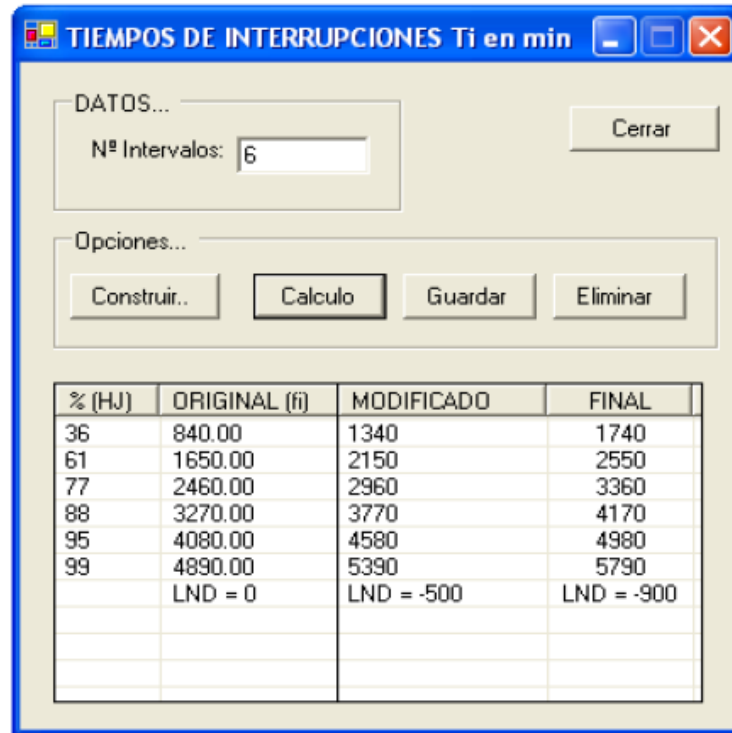 TIEMPOS DE INTERRUPCIONES Ti en min
DATOS...
Cerrar
Nº Intervalos: 6
Opciones...
Construir.. Calculo Guardar Eliminar
% (HJ) ORIGINAL (fi) MODIFICADO FINAL
36 840.00 1340 1740
61 1650.00 2150 2550
77 2460.00 2960 3360
88 3270.00 3770 4170
95 4080.00 4580 4980
99 4890.00 5390 5790
LND = 0 LND = -500 LND = -900